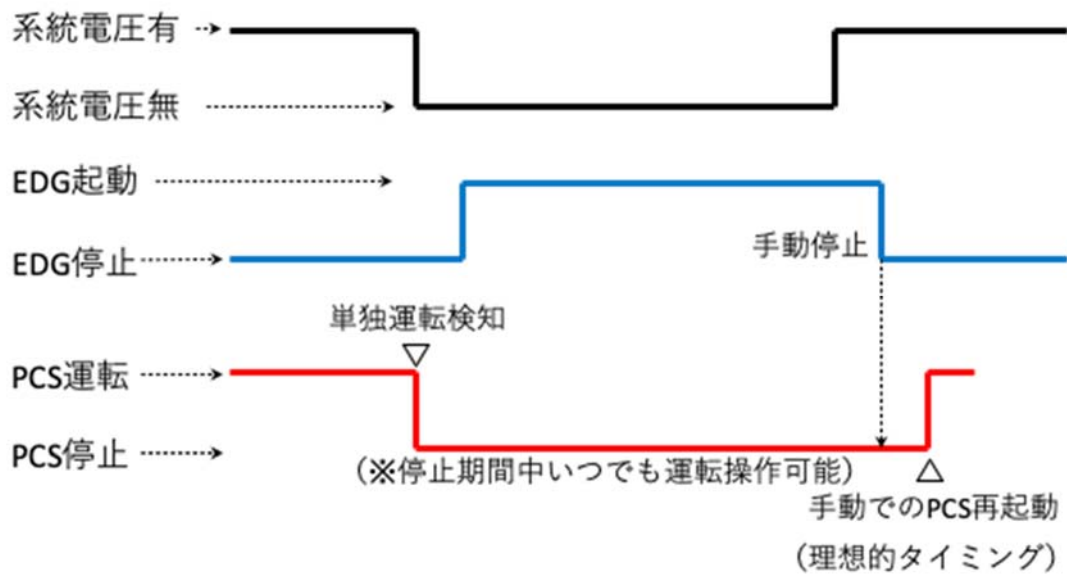 系統電圧有
系統電圧無
EDG起動
EDG停止
手動停止
単独運転検知
PCS運転
PCS停止
(※停止期間中いつでも運転操作可能)
手動でのPCS再起動
(理想的タイミング)